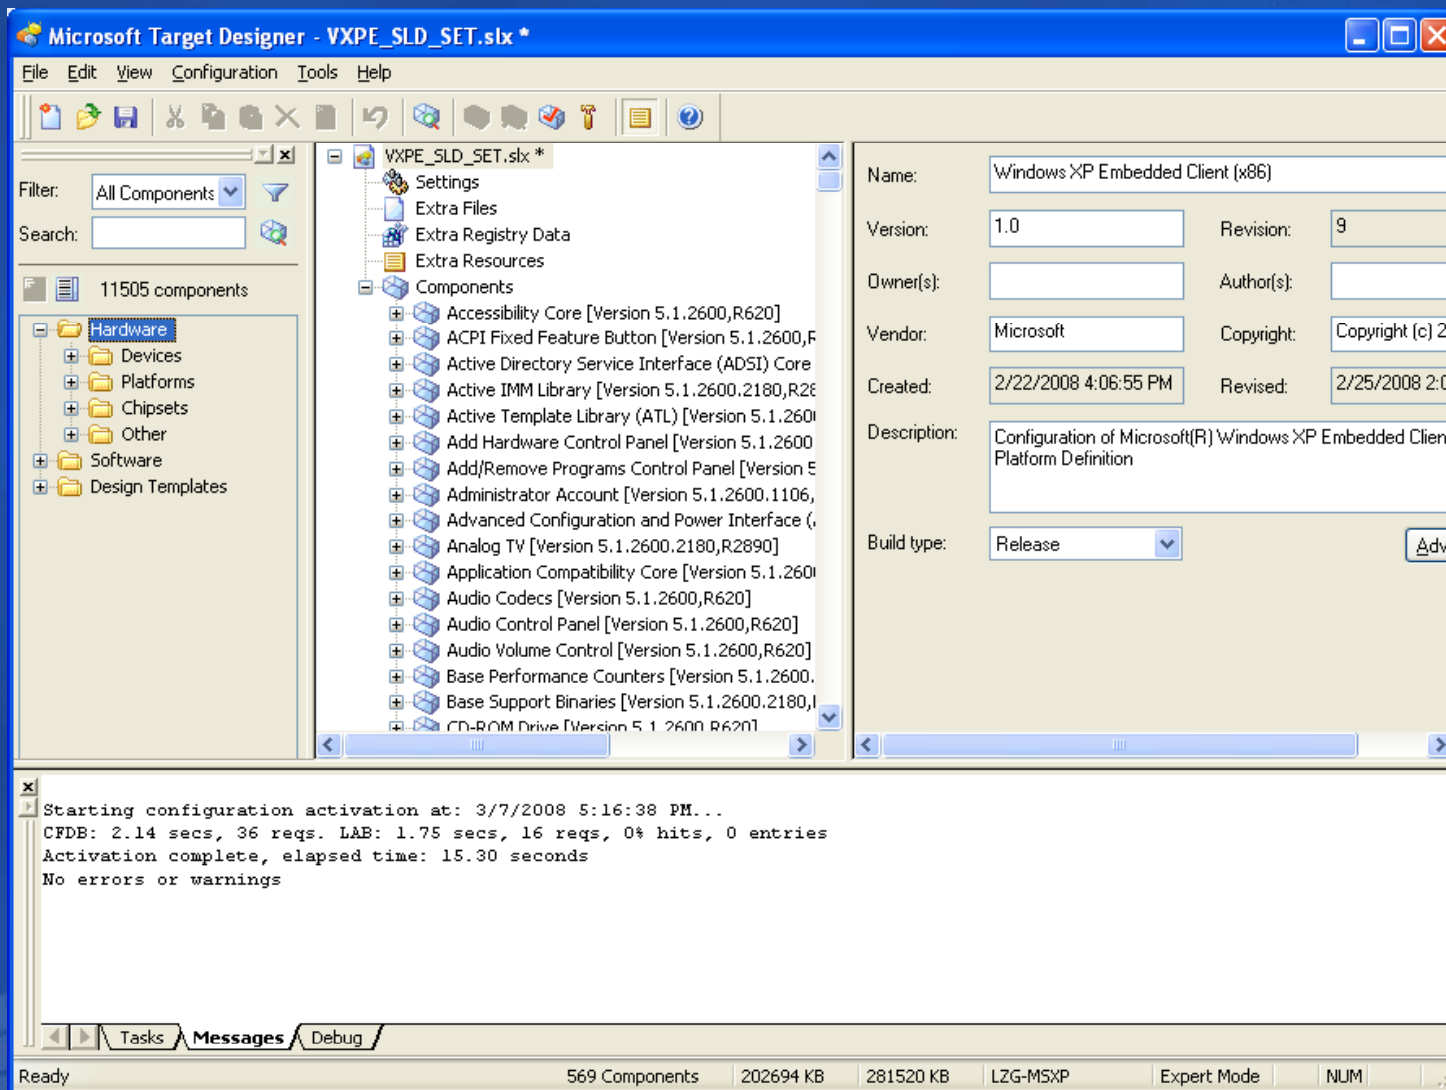 Microsoft Target Designer - VXPE_SLD_SET.slx *
File Edit View Configuration Tools Help
Filter: All Components
Search:
11505 components
Hardware
Devices
Platforms
Chipsets
Other
Software
Design Templates
VXPE_SLD_SET.slx *
Settings
Extra Files
Extra Registry Data
Extra Resources
Components
Accessibility Core [Version 5.1.2600,R620]
ACPI Fixed Feature Button [Version 5.1.2600,R
Active Directory Service Interface (ADSI) Core
Active IMM Library [Version 5.1.2600.2180,R28
Active Template Library (ATL) [Version 5.1.260
Add Hardware Control Panel [Version 5.1.2600
Add/Remove Programs Control Panel [Version 5
Administrator Account [Version 5.1.2600.1106,
Advanced Configuration and Power Interface (
Analog TV [Version 5.1.2600.2180,R2890]
Application Compatibility Core [Version 5.1.260
Audio Codecs [Version 5.1.2600,R620]
Audio Control Panel [Version 5.1.2600,R620]
Audio Volume Control [Version 5.1.2600,R620]
Base Performance Counters [Version 5.1.2600.
Base Support Binaries [Version 5.1.2600.2180,
CD-ROM Drive [Version 5.1.2600,R620]
Name: Windows XP Embedded Client (x86)
Version: 1.0 Revision: 9
Owner(s): Author(s):
Vendor: Microsoft Copyright: Copyright (c) 2
Created: 2/22/2008 4:06:55 PM Revised: 2/25/2008 2:0
Description: Configuration of Microsoft(R) Windows XP Embedded Clien
Platform Definition
Build type: Release Adv
Starting configuration activation at: 3/7/2008 5:16:38 PM...
CFDB: 2.14 secs, 36 reqs. LAB: 1.75 secs, 16 reqs, 0% hits, 0 entries
Activation complete, elapsed time: 15.30 seconds
No errors or warnings
Tasks Messages Debug
Ready 569 Components 202694 KB 281520 KB LZG-MSXP Expert Mode NUM